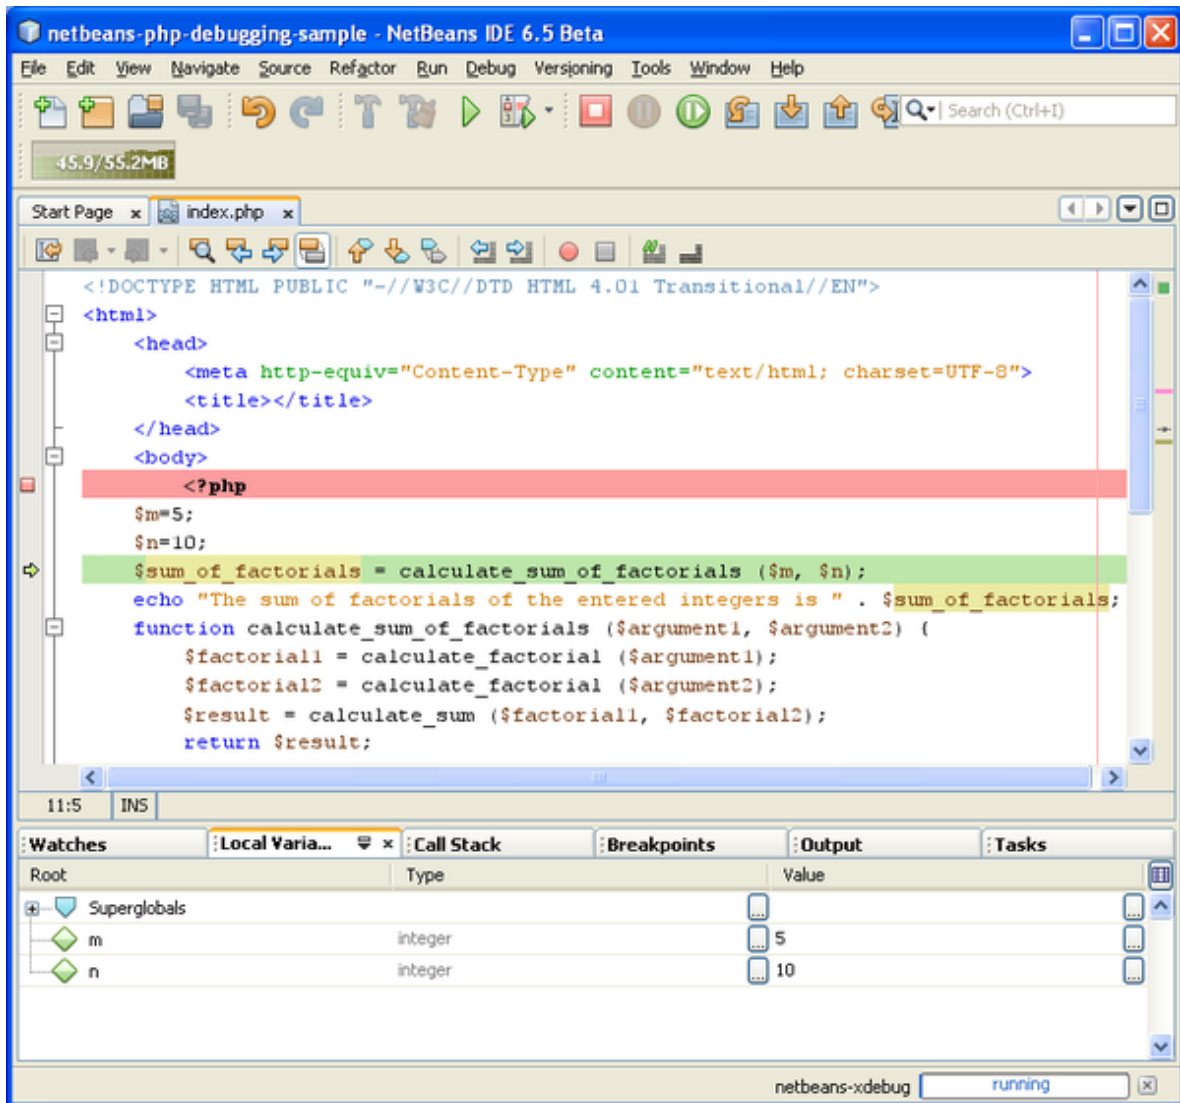 netbeans-php-debugging-sample - NetBeans IDE 6.5 Beta
File Edit View Navigate Source Refactor Run Debug Versioning Tools Window Help
Search (Ctrl+I)
45.9/55.2MB
Start Page x index.php x
<!DOCTYPE HTML PUBLIC "-//W3C//DTD HTML 4.01 Transitional//EN">
<html>
<head>
<meta http-equiv="Content-Type" content="text/html; charset=UTF-8">
<title></title>
</head>
<body>
<?php
$m=5;
$n=10;
$sum_of_factorials = calculate_sum_of_factorials ($m, $n);
echo "The sum of factorials of the entered integers is " . $sum_of_factorials;
function calculate_sum_of_factorials ($argument1, $argument2) {
$factorial1 = calculate_factorial ($argument1);
$factorial2 = calculate_factorial ($argument2);
$result = calculate_sum ($factorial1, $factorial2);
return $result;
11:5 INS
Watches Local Varia... x Call Stack Breakpoints Output Tasks
Root Type Value
Superglobals ... ...
m integer ... 5 ...
n integer ... 10 ...
netbeans-xdebug running